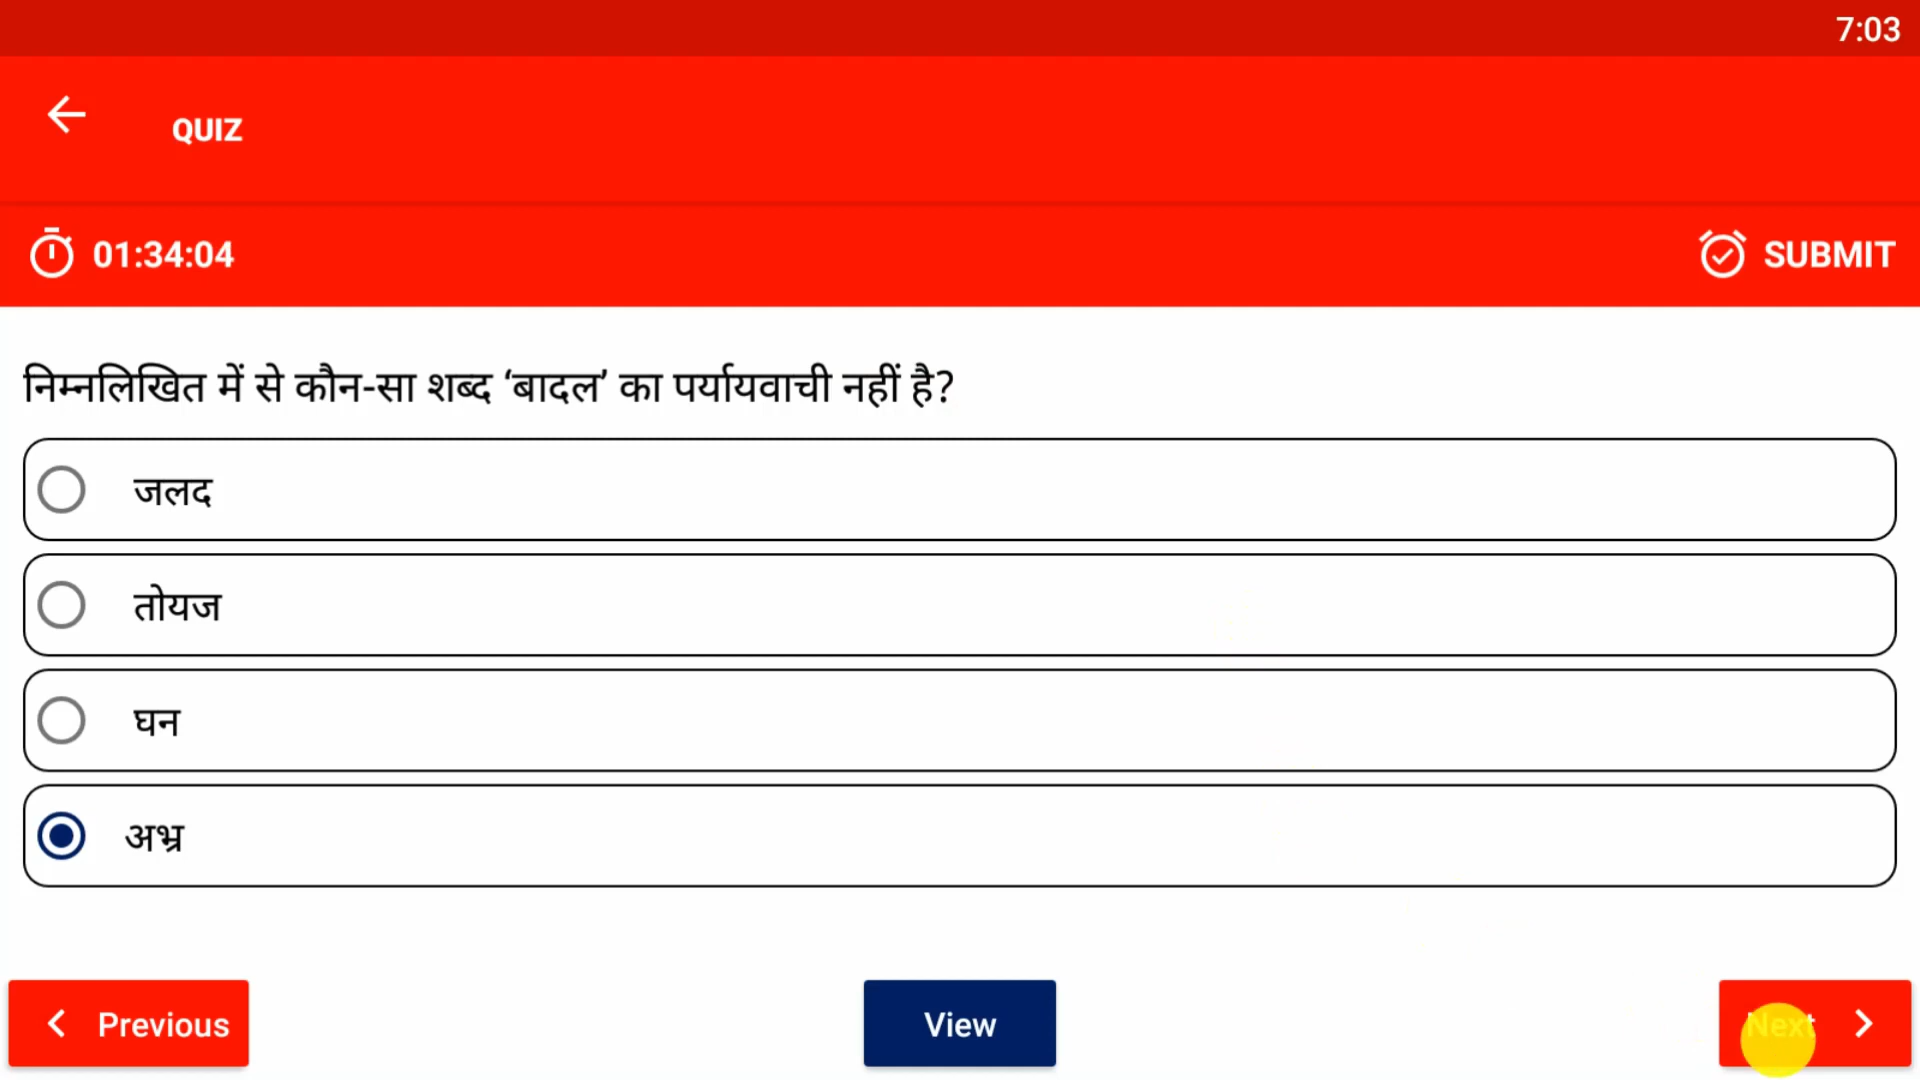 7:03
QUIZ
01:34:04
SUBMIT
निम्नलिखित में से कौन-सा शब्द ‘बादल’ का पर्यायवाची नहीं है?
जलद
तोयज
घन
अभ्र
Previous
View
Next